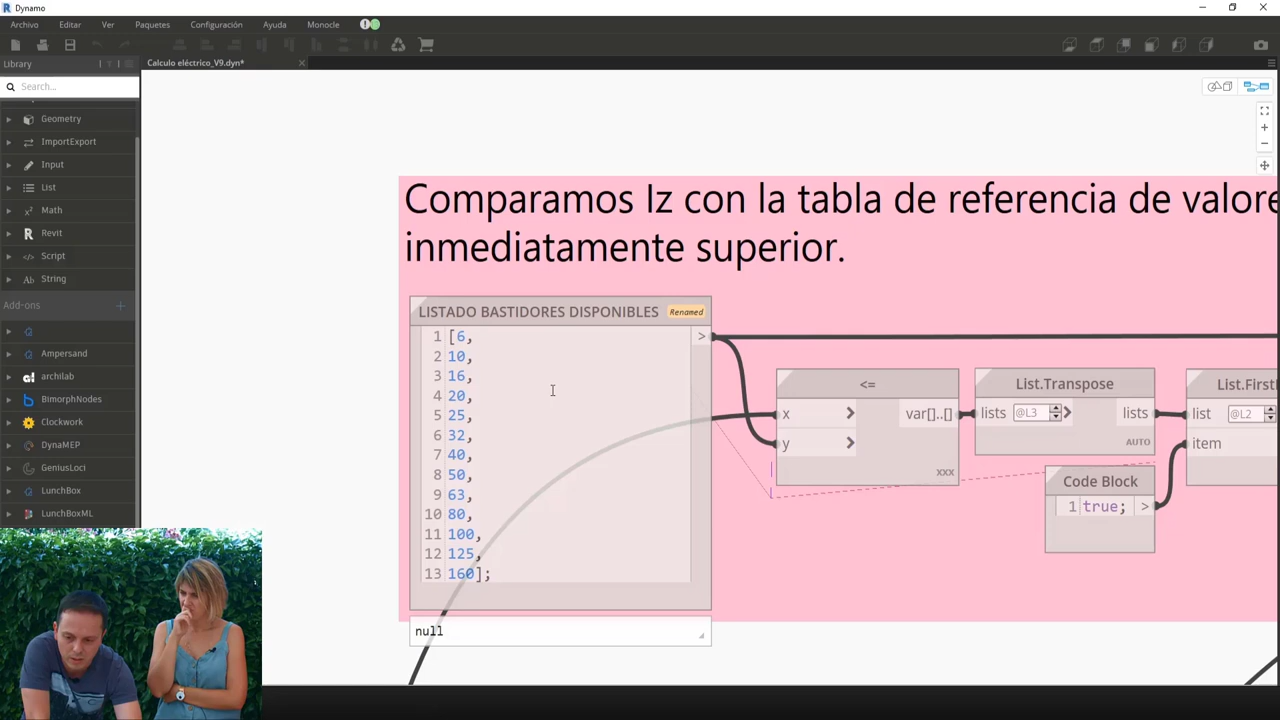 Dynamo
Archivo Editar Ver Paquetes Configuración Ayuda Monocle
Library
Calculo eléctrico_V9.dyn*
Search...
Geometry
ImportExport
Input
List
Math
Revit
Script
String
Add-ons
Ampersand
archilab
BimorphNodes
Clockwork
DynaMEP
GeniusLoci
LunchBox
LunchBoxML
Comparamos Iz con la tabla de referencia de valore
inmediatamente superior.
LISTADO BASTIDORES DISPONIBLES Renamed
1 [6, >
2 10,
3 16,
4 20,
5 25,
6 32,
7 40,
8 50,
9 63,
10 80,
11 100,
12 125,
13 160];
null
<=
x > var[]..[]
y >
xxx
List.Transpose
lists @L3 > lists
AUTO
Code Block
1 true; >
List.First
list @L2
item